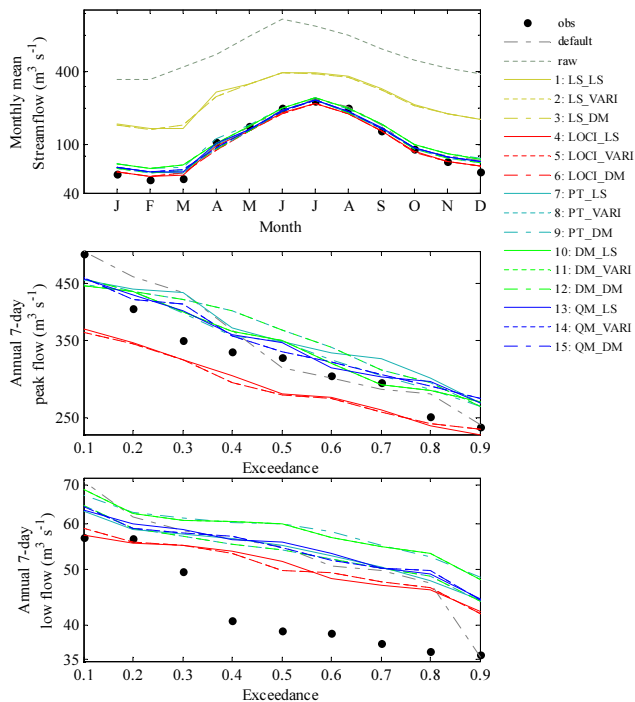 Monthly mean
Streamflow (m³ s⁻¹)
400
100
40
J F M A M J J A S O N D
Month
Annual 7-day
peak flow (m³ s⁻¹)
450
350
250
0.1 0.2 0.3 0.4 0.5 0.6 0.7 0.8 0.9
Exceedance
Annual 7-day
low flow (m³ s⁻¹)
70
60
50
40
35
0.1 0.2 0.3 0.4 0.5 0.6 0.7 0.8 0.9
Exceedance
obs
default
raw
1: LS_LS
2: LS_VARI
3: LS_DM
4: LOCI_LS
5: LOCI_VARI
6: LOCI_DM
7: PT_LS
8: PT_VARI
9: PT_DM
10: DM_LS
11: DM_VARI
12: DM_DM
13: QM_LS
14: QM_VARI
15: QM_DM